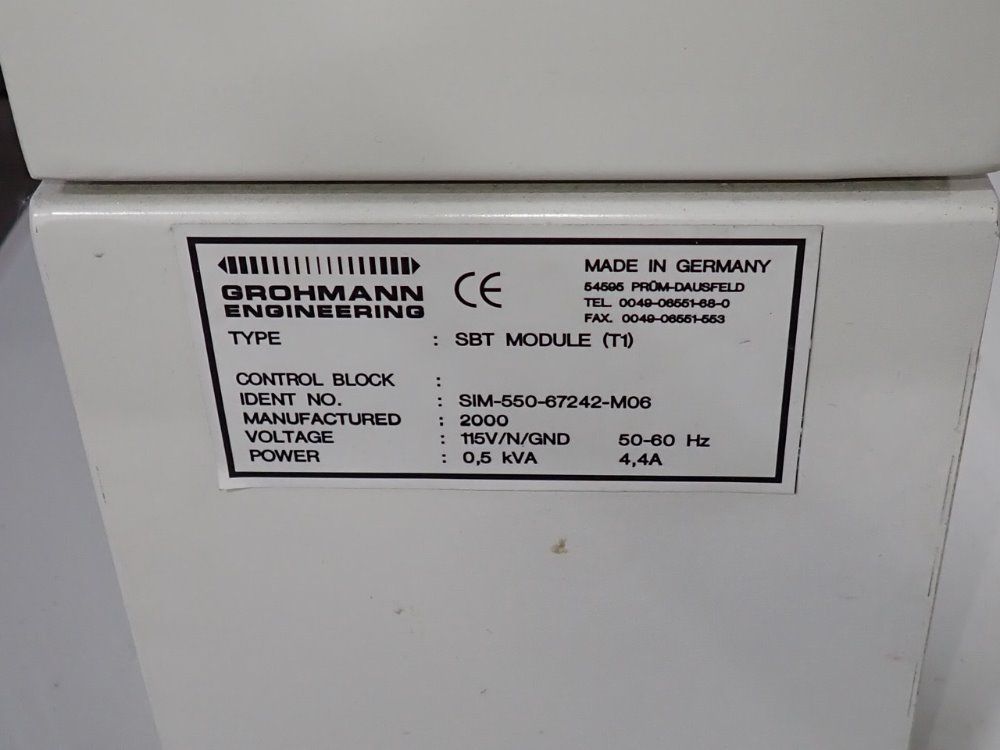 GROHMANN
ENGINEERING
CE
MADE IN GERMANY
54595 PRÜM-DAUSFELD
TEL. 0049-06551-68-0
FAX. 0049-06551-553
TYPE : SBT MODULE (T1)
CONTROL BLOCK :
IDENT NO. : SIM-550-67242-M06
MANUFACTURED : 2000
VOLTAGE : 115V/N/GND 50-60 Hz
POWER : 0,5 kVA 4,4A